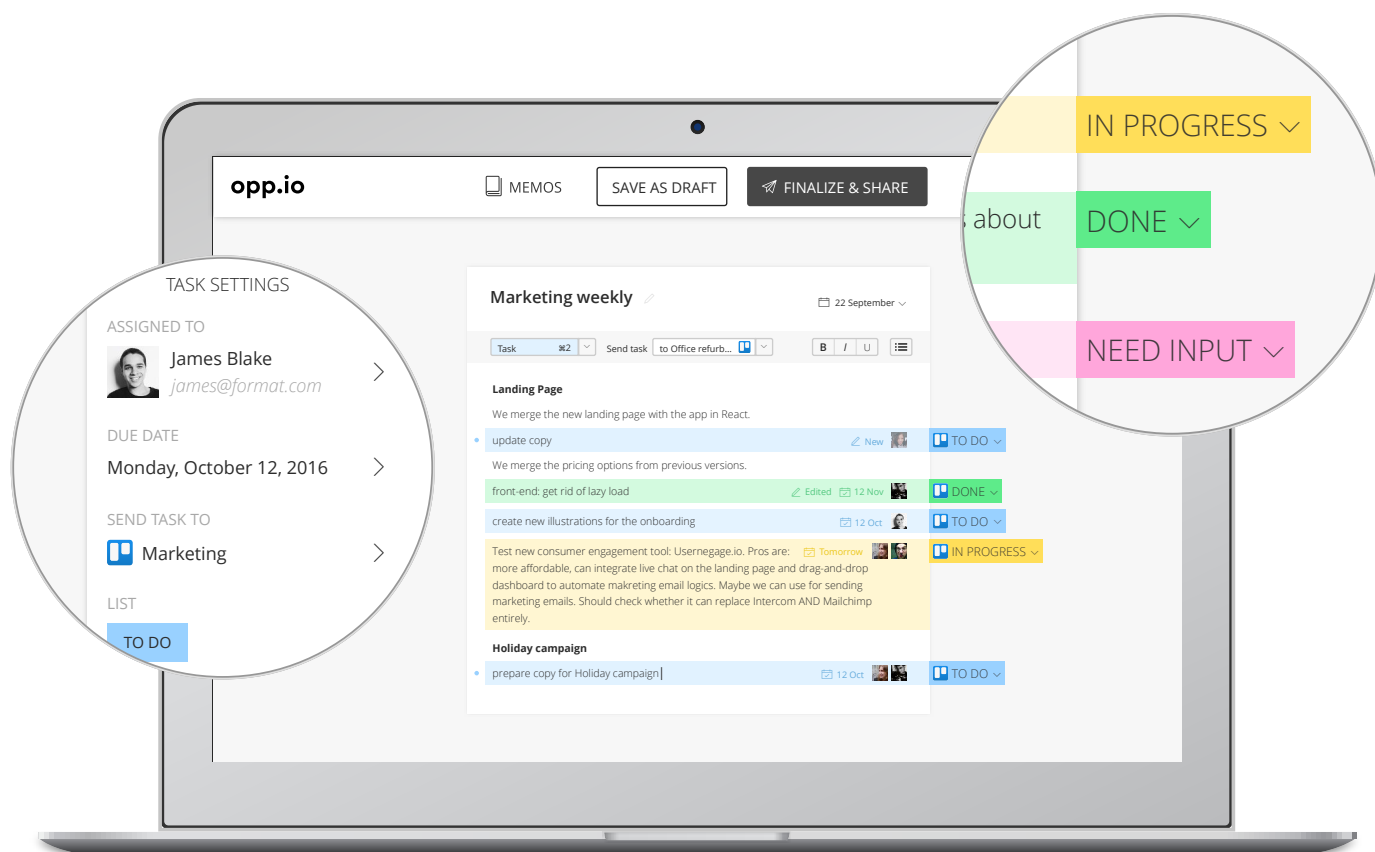 opp.io
MEMOS
SAVE AS DRAFT
FINALIZE & SHARE
IN PROGRESS
about
DONE
NEED INPUT
TASK SETTINGS
ASSIGNED TO
James Blake
james@format.com
DUE DATE
Monday, October 12, 2016
SEND TASK TO
Marketing
LIST
TO DO
Marketing weekly
22 September
Task ⌘2 Send task to Office refurb... B I U
Landing Page
We merge the new landing page with the app in React.
update copy New TO DO
We merge the pricing options from previous versions.
front-end: get rid of lazy load Edited 12 Nov DONE
create new illustrations for the onboarding 12 Oct TO DO
Test new consumer engagement tool: Usernegage.io. Pros are: Tomorrow IN PROGRESS
more affordable, can integrate live chat on the landing page and drag-and-drop
dashboard to automate makreting email logics. Maybe we can use for sending
marketing emails. Should check whether it can replace Intercom AND Mailchimp
entirely.
Holiday campaign
prepare copy for Holiday campaign 12 Oct TO DO